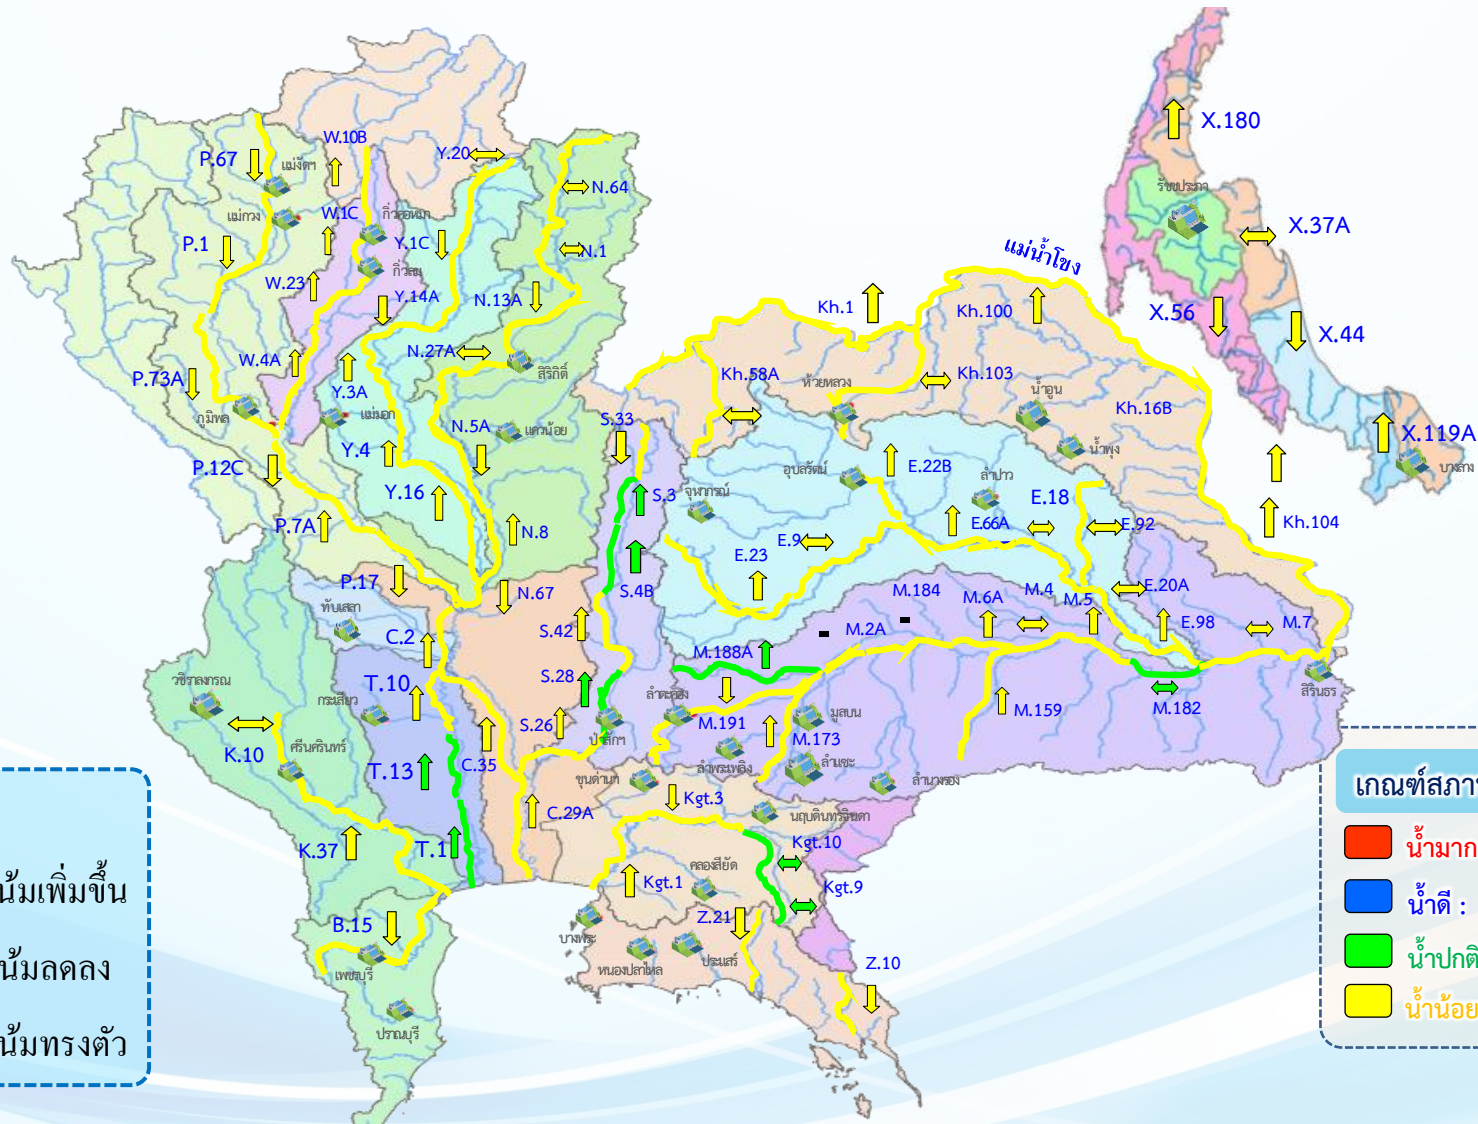 X.180
W.10B
Y.20
P.67
แม่งัดฯ
N.64
รัชชประภา
แม่กวง
W.1C
กิ่วคอหมา
X.37A
P.1
Y.1C
N.1
แม่น้ำโขง
กิ่วลม
W.23
Y.14A
N.13A
Kh.1
Kh.100
X.56
X.44
W.4A
N.27A
สิริกิติ์
P.73A
Y.3A
Kh.58A
ห้วยหลวง
Kh.103
น้ำอูน
Kh.16B
ภูมิพล
แม่มอก
N.5A
แควน้อย
S.33
X.119A
Y.4
น้ำพุง
P.12C
อุบลรัตน์
E.22B
ลำปาว
บางลาง
Y.16
S.3
จุฬาภรณ์
E.18
P.7A
N.8
E.9
E.66A
E.92
Kh.104
E.23
P.17
N.67
S.4B
M.184
M.6A
M.4
M.5
E.20A
ทับเสลา
C.2
S.42
M.2A
E.98
M.7
M.188A
วชิราลงกรณ
T.10
S.28
ลำตะคอง
สิรินธร
กระเสียว
M.191
มูลบน
M.159
M.182
K.10
ศรีนครินทร์
S.26
ป่าสักฯ
M.173
T.13
C.35
ขุนด่านฯ
ลำพระเพลิง
ลำแชะ
ลำนางรอง
เกณฑ์สภา
C.29A
Kgt.3
นฤบดินทรจินดา
K.37
T.1
Kgt.10
น้ำมาก
คลองสียัด
Kgt.1
Kgt.9
น้มเพิ่มขึ้น
น้ำดี :
B.15
Z.21
บางพระ
น้ำปกติ
เพชรบุรี
หนองปลาไหล
ประแสร์
Z.10
น้มลดลง
น้ำน้อย
ปราณบุรี
น้มทรงตัว